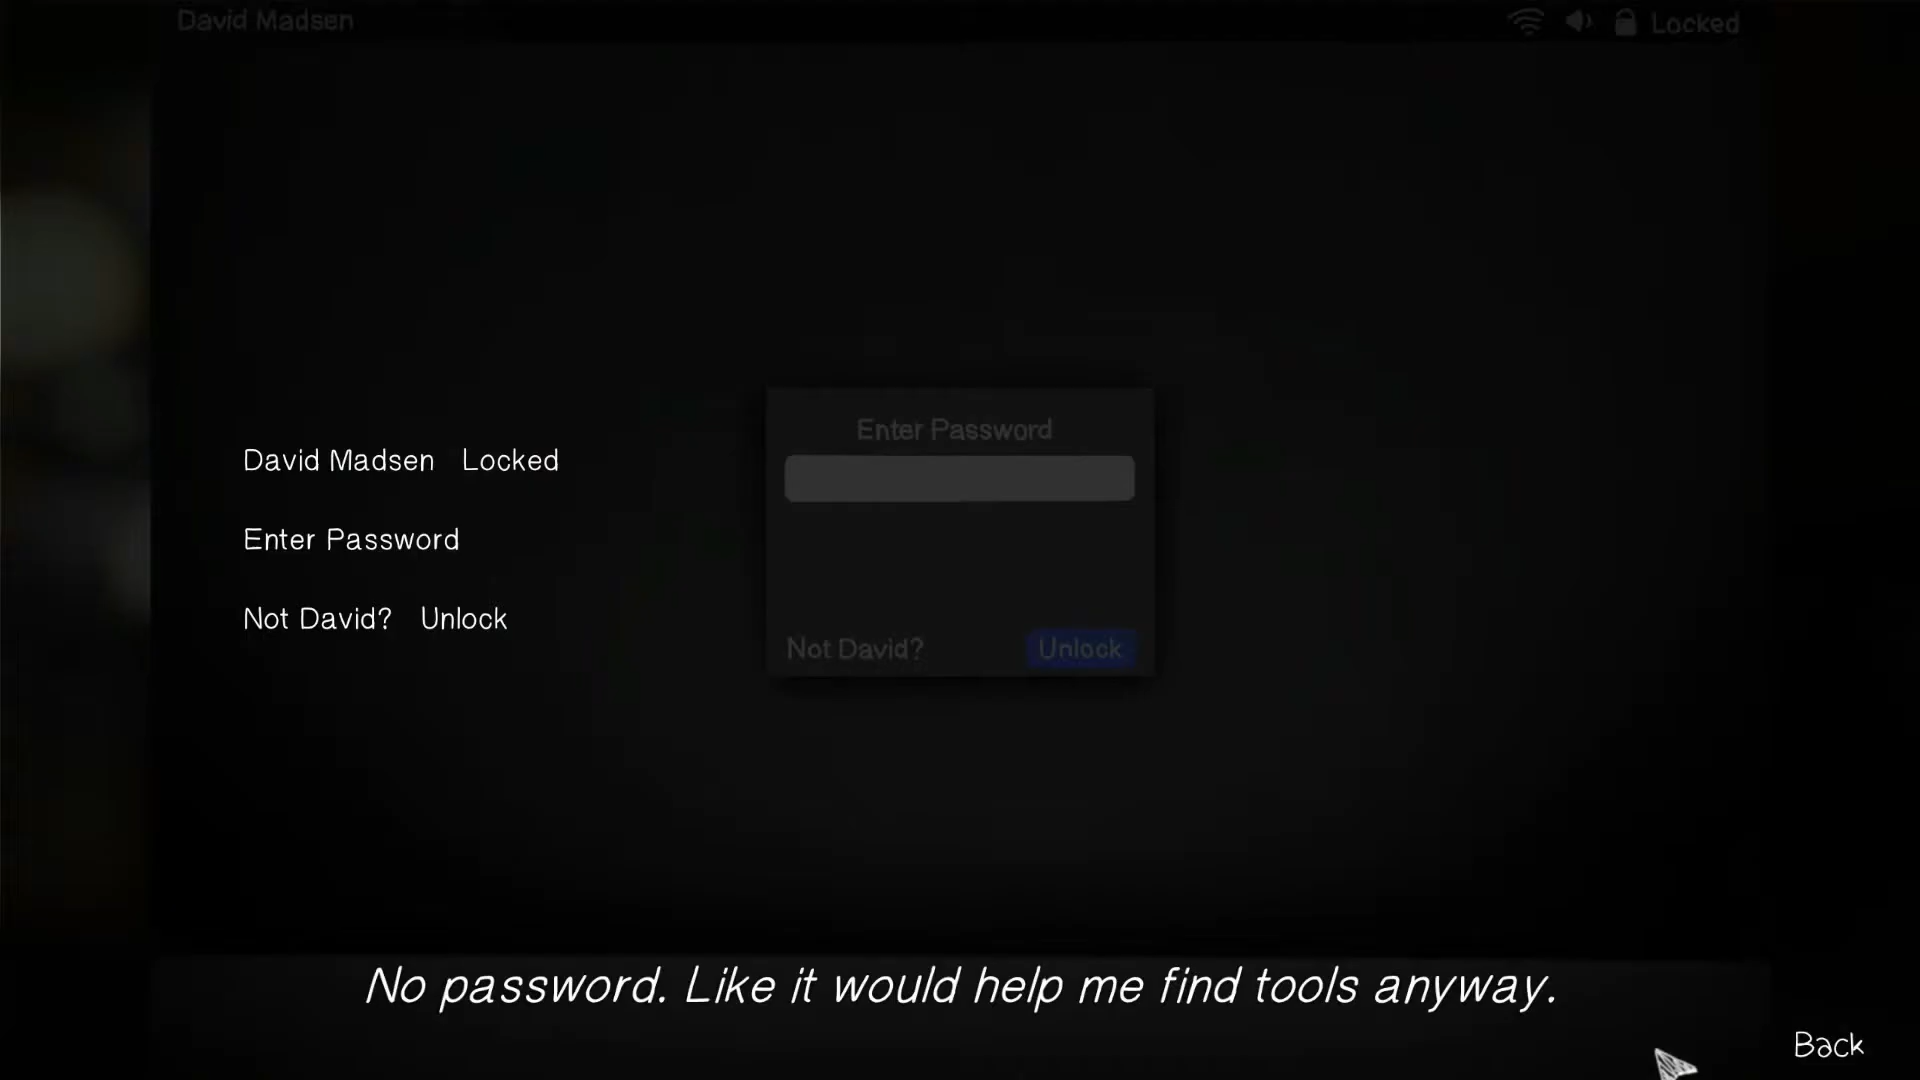 David Madsen Locked
David Madsen Locked
Enter Password
Not David? Unlock
Enter Password
Not David? Unlock
No password. Like it would help me find tools anyway.
Back